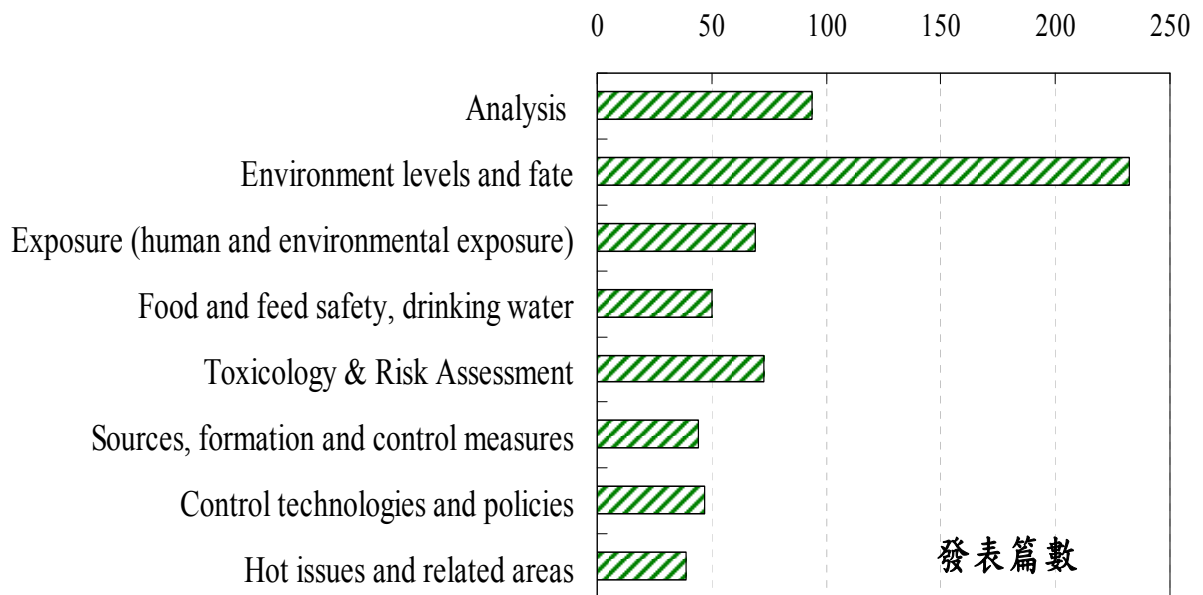 0 50 100 150 200 250
Analysis
Environment levels and fate
Exposure (human and environmental exposure)
Food and feed safety, drinking water
Toxicology & Risk Assessment
Sources, formation and control measures
Control technologies and policies
Hot issues and related areas
發表篇數